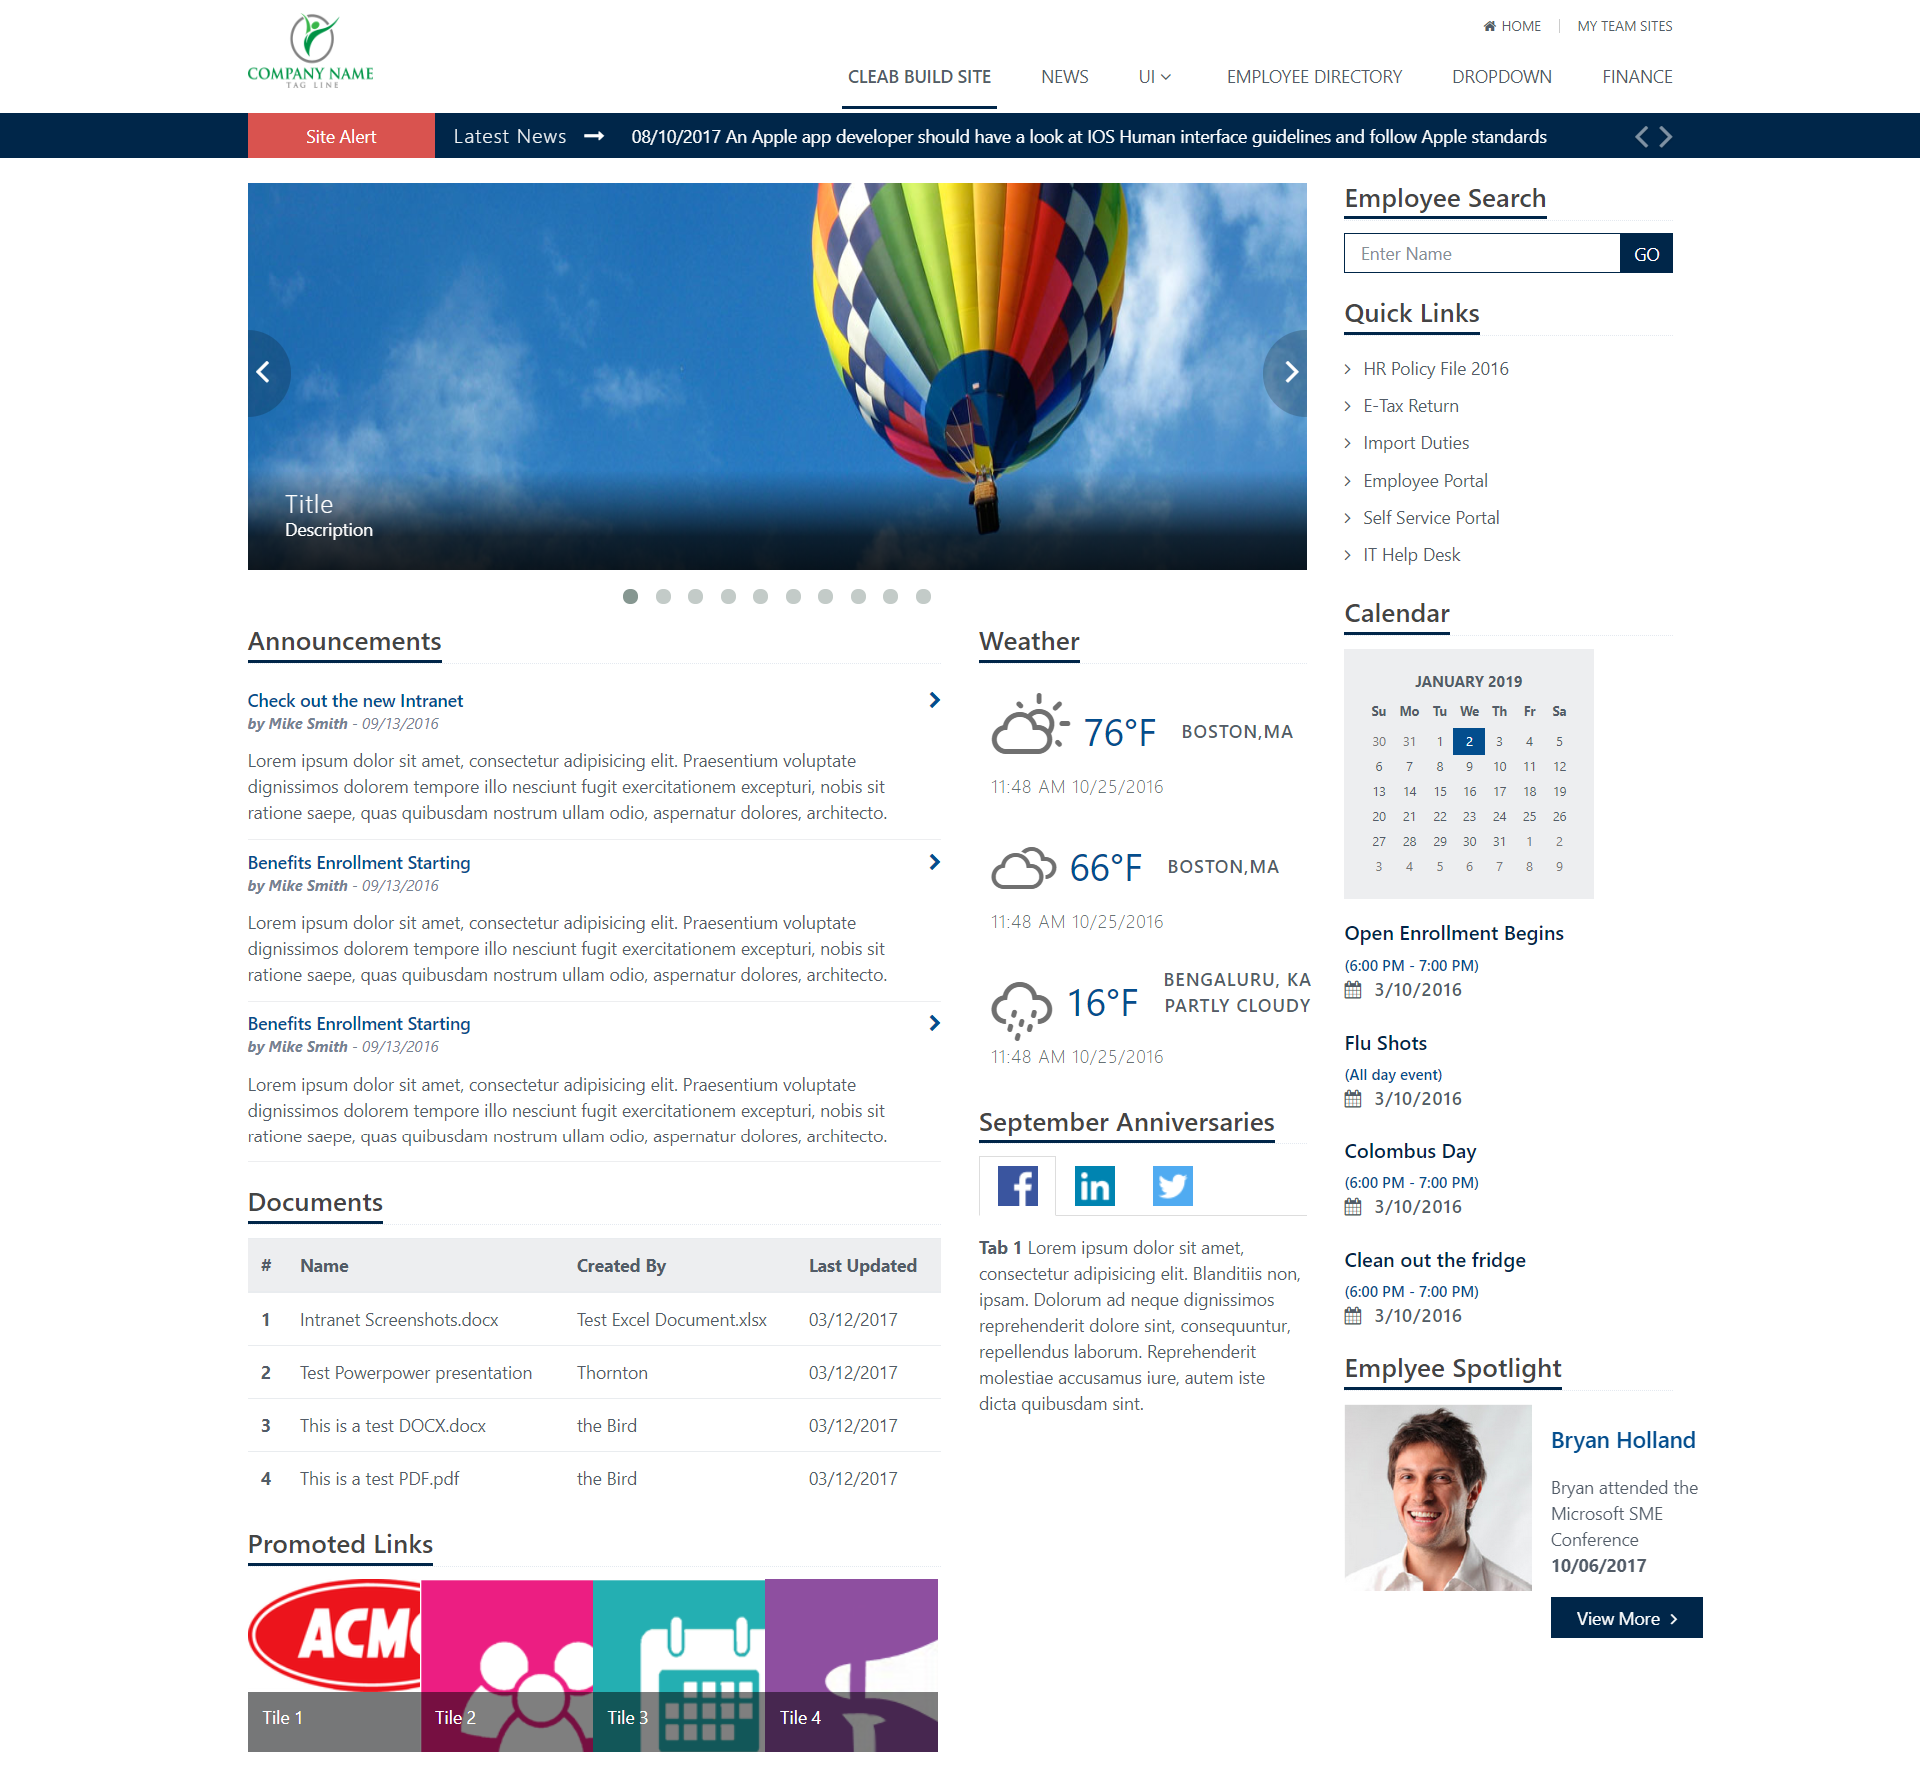 COMPANY NAME
TAG LINE
HOME
MY TEAM SITES
CLEAB BUILD SITE
NEWS
UI
EMPLOYEE DIRECTORY
DROPDOWN
FINANCE
Site Alert
Latest News
08/10/2017 An Apple app developer should have a look at IOS Human interface guidelines and follow Apple standards
Title
Description
Announcements
Check out the new Intranet
by Mike Smith - 09/13/2016
Lorem ipsum dolor sit amet, consectetur adipisicing elit. Praesentium voluptate
dignissimos dolorem tempore illo nesciunt fugit exercitationem excepturi, nobis sit
ratione saepe, quas quibusdam nostrum ullam odio, aspernatur dolores, architecto.
Benefits Enrollment Starting
by Mike Smith - 09/13/2016
Lorem ipsum dolor sit amet, consectetur adipisicing elit. Praesentium voluptate
dignissimos dolorem tempore illo nesciunt fugit exercitationem excepturi, nobis sit
ratione saepe, quas quibusdam nostrum ullam odio, aspernatur dolores, architecto.
Benefits Enrollment Starting
by Mike Smith - 09/13/2016
Lorem ipsum dolor sit amet, consectetur adipisicing elit. Praesentium voluptate
dignissimos dolorem tempore illo nesciunt fugit exercitationem excepturi, nobis sit
ratione saepe, quas quibusdam nostrum ullam odio, aspernatur dolores, architecto.
Documents
# Name Created By Last Updated
1 Intranet Screenshots.docx Test Excel Document.xlsx 03/12/2017
2 Test Powerpower presentation Thornton 03/12/2017
3 This is a test DOCX.docx the Bird 03/12/2017
4 This is a test PDF.pdf the Bird 03/12/2017
Promoted Links
ACM
Tile 1
Tile 2
Tile 3
Tile 4
Weather
76°F BOSTON,MA
11:48 AM 10/25/2016
66°F BOSTON,MA
11:48 AM 10/25/2016
16°F BENGALURU, KA
PARTLY CLOUDY
11:48 AM 10/25/2016
September Anniversaries
f in
Tab 1 Lorem ipsum dolor sit amet,
consectetur adipisicing elit. Blanditiis non,
ipsam. Dolorum ad neque dignissimos
reprehenderit dolore sint, consequuntur,
repellendus laborum. Reprehenderit
molestiae accusamus iure, autem iste
dicta quibusdam sint.
Employee Search
Enter Name
GO
Quick Links
HR Policy File 2016
E-Tax Return
Import Duties
Employee Portal
Self Service Portal
IT Help Desk
Calendar
JANUARY 2019
Su Mo Tu We Th Fr Sa
30 31 1 2 3 4 5
6 7 8 9 10 11 12
13 14 15 16 17 18 19
20 21 22 23 24 25 26
27 28 29 30 31 1 2
3 4 5 6 7 8 9
Open Enrollment Begins
(6:00 PM - 7:00 PM)
3/10/2016
Flu Shots
(All day event)
3/10/2016
Colombus Day
(6:00 PM - 7:00 PM)
3/10/2016
Clean out the fridge
(6:00 PM - 7:00 PM)
3/10/2016
Emplyee Spotlight
Bryan Holland
Bryan attended the
Microsoft SME
Conference
10/06/2017
View More